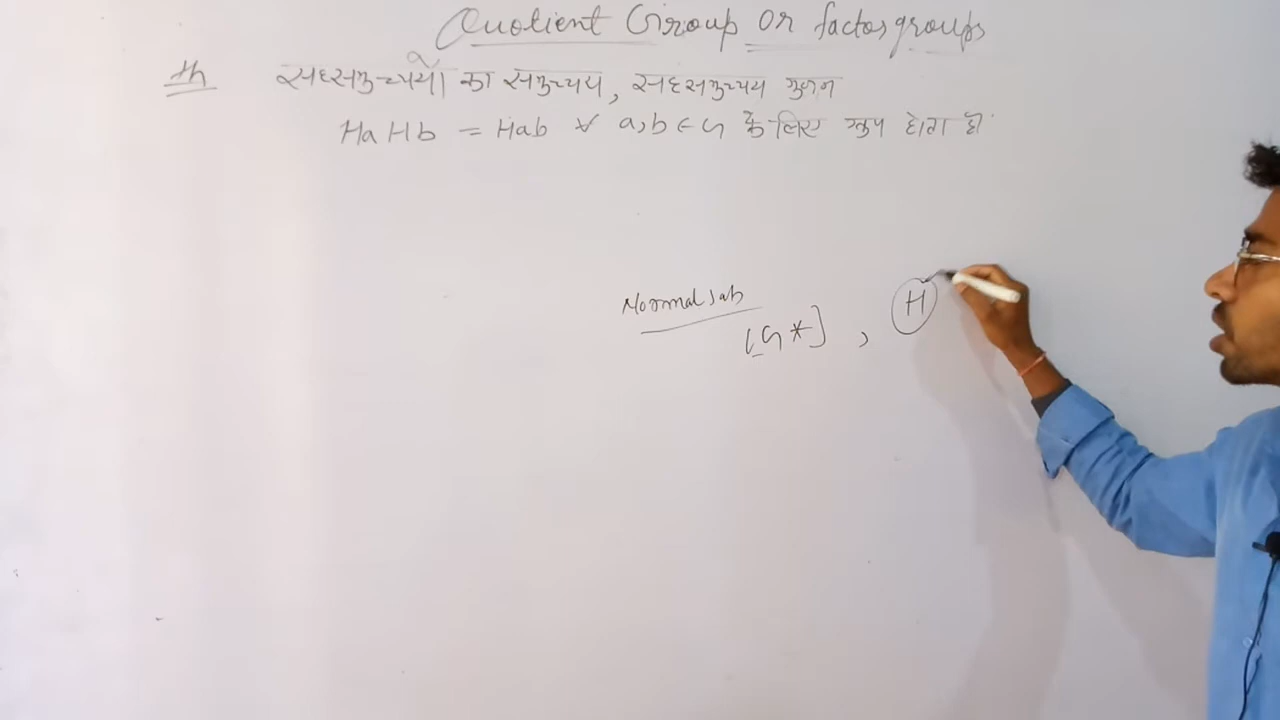 Quotient Group Or factor groups
Th सहसमुच्चयों का समुच्चय, सहसमुच्चय गुणन
HaHb = Hab ∀ a,b ∈ G के लिए ग्रुप होता है
Normal sub
[G *] , H